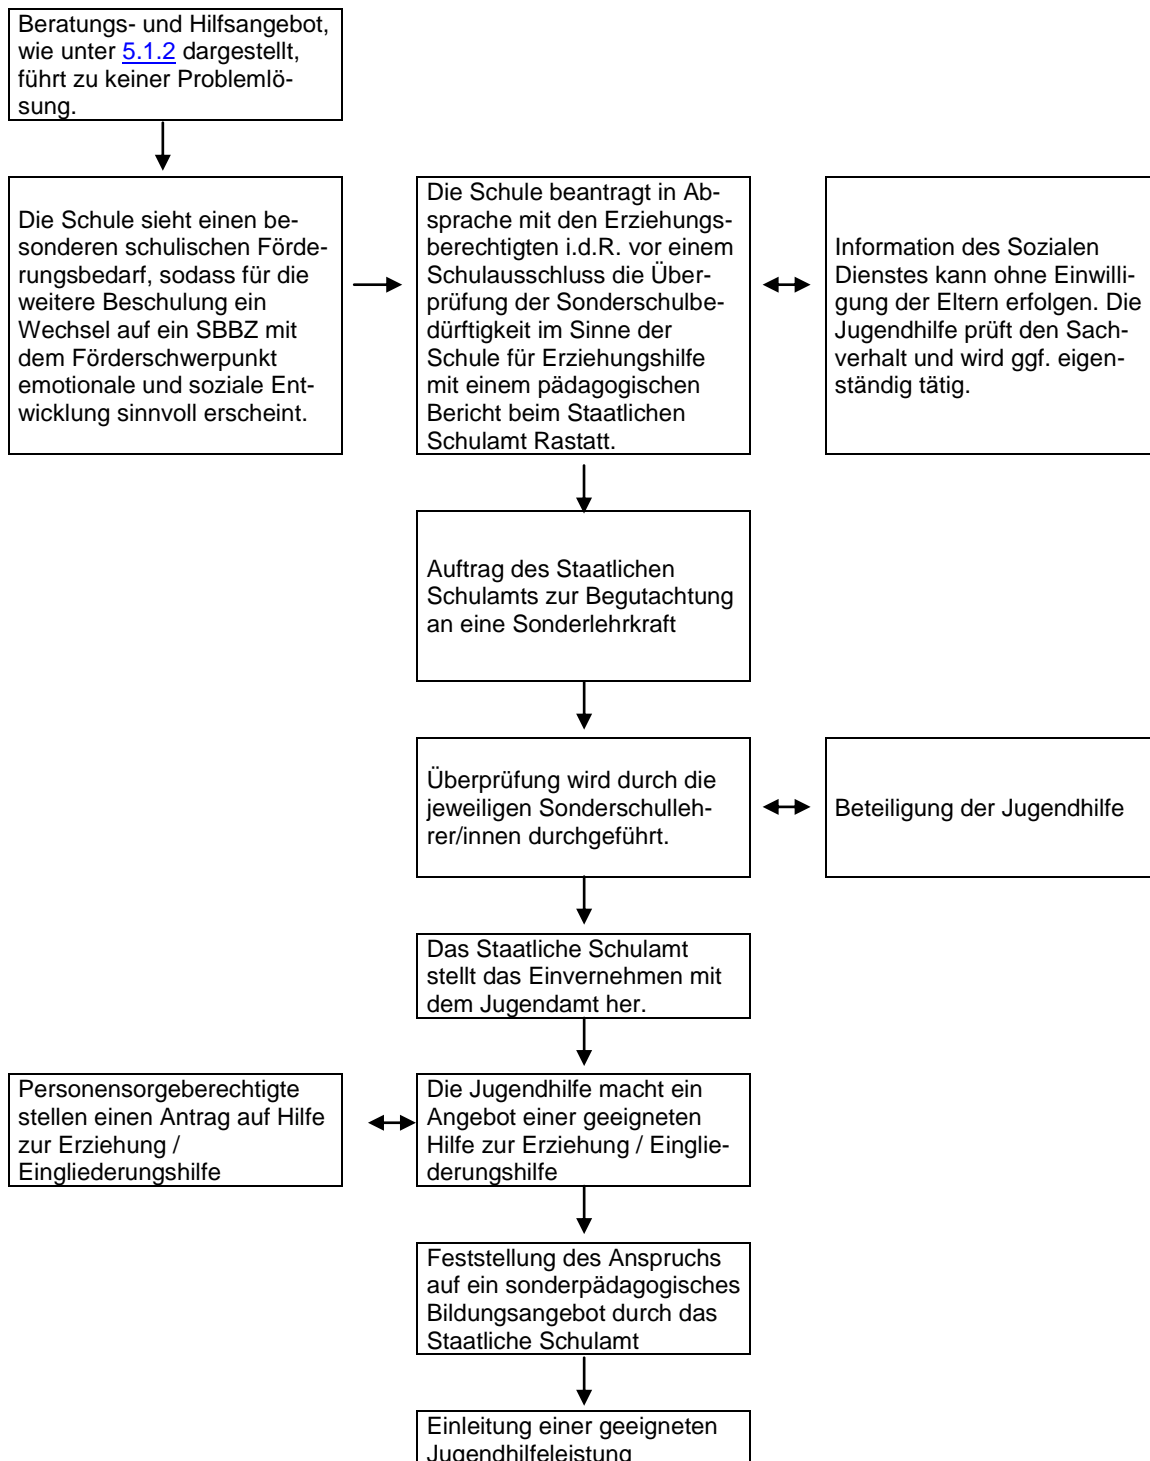 Beratungs- und Hilfsangebot,
wie unter 5.1.2 dargestellt,
führt zu keiner Problemlö-
sung.
Die Schule sieht einen be-
sonderen schulischen Förde-
rungsbedarf, sodass für die
weitere Beschulung ein
Wechsel auf ein SBBZ mit
dem Förderschwerpunkt
emotionale und soziale Ent-
wicklung sinnvoll erscheint.
Die Schule beantragt in Ab-
sprache mit den Erziehungs-
berechtigten i.d.R. vor einem
Schulausschluss die Über-
prüfung der Sonderschulbe-
dürftigkeit im Sinne der
Schule für Erziehungshilfe
mit einem pädagogischen
Bericht beim Staatlichen
Schulamt Rastatt.
Information des Sozialen
Dienstes kann ohne Einwilli-
gung der Eltern erfolgen. Die
Jugendhilfe prüft den Sach-
verhalt und wird ggf. eigen-
ständig tätig.
Auftrag des Staatlichen
Schulamts zur Begutachtung
an eine Sonderlehrkraft
Überprüfung wird durch die
jeweiligen Sonderschulleh-
rer/innen durchgeführt.
Beteiligung der Jugendhilfe
Das Staatliche Schulamt
stellt das Einvernehmen mit
dem Jugendamt her.
Personensorgeberechtigte
stellen einen Antrag auf Hilfe
zur Erziehung /
Eingliederungshilfe
Die Jugendhilfe macht ein
Angebot einer geeigneten
Hilfe zur Erziehung / Einglie-
derungshilfe
Feststellung des Anspruchs
auf ein sonderpädagogisches
Bildungsangebot durch das
Staatliche Schulamt
Einleitung einer geeigneten
Jugendhilfeleistung